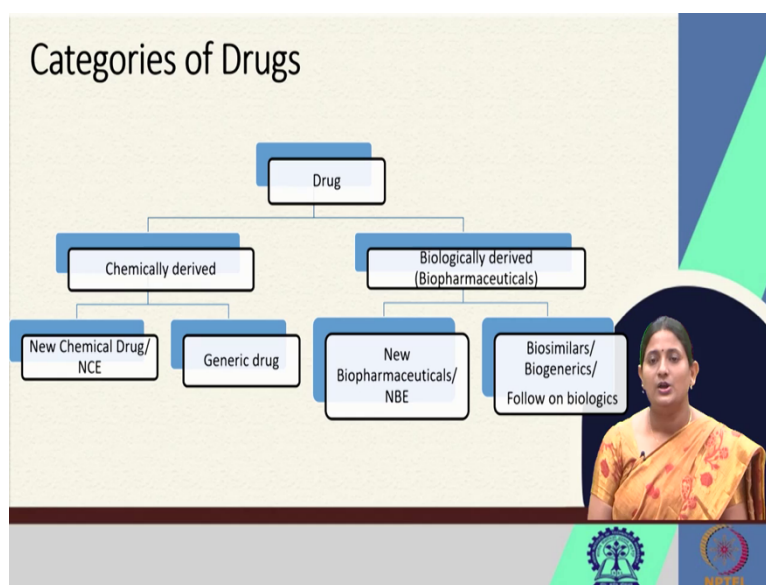 Categories of Drugs
Drug
Chemically derived
Biologically derived
(Biopharmaceuticals)
New Chemical Drug/
NCE
Generic drug
New
Biopharmaceuticals/
NBE
Biosimilars/
Biogenerics/
Follow on biologics
NPTEL